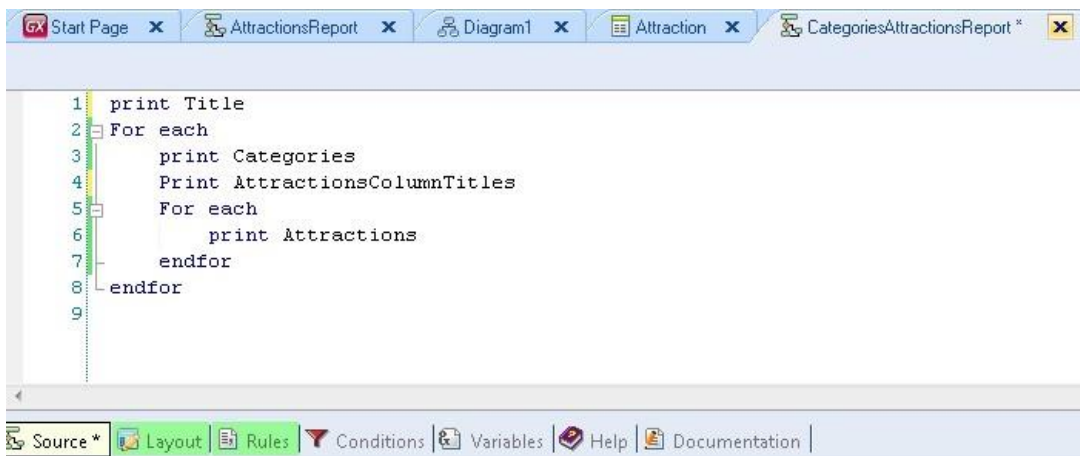 GX Start Page x AttractionsReport x Diagram1 x Attraction x CategoriesAttractionsReport * x
1 print Title
2 For each
3 print Categories
4 Print AttractionsColumnTitles
5 For each
6 print Attractions
7 endfor
8 endfor
9
Source * Layout Rules Conditions Variables Help Documentation